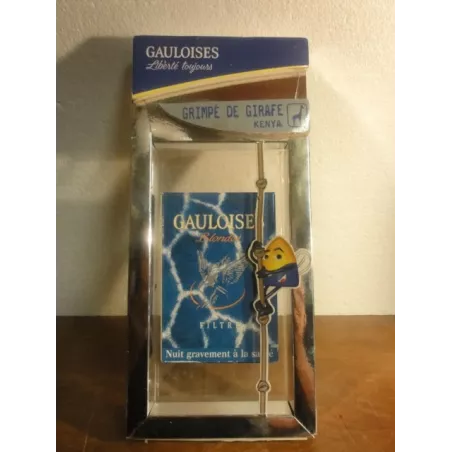 GAULOISES
Liberté toujours
GRIMPE DE GIRAFE
KENYA
GAULOISES
Blondes
FILTRE
Nuit gravement à la santé